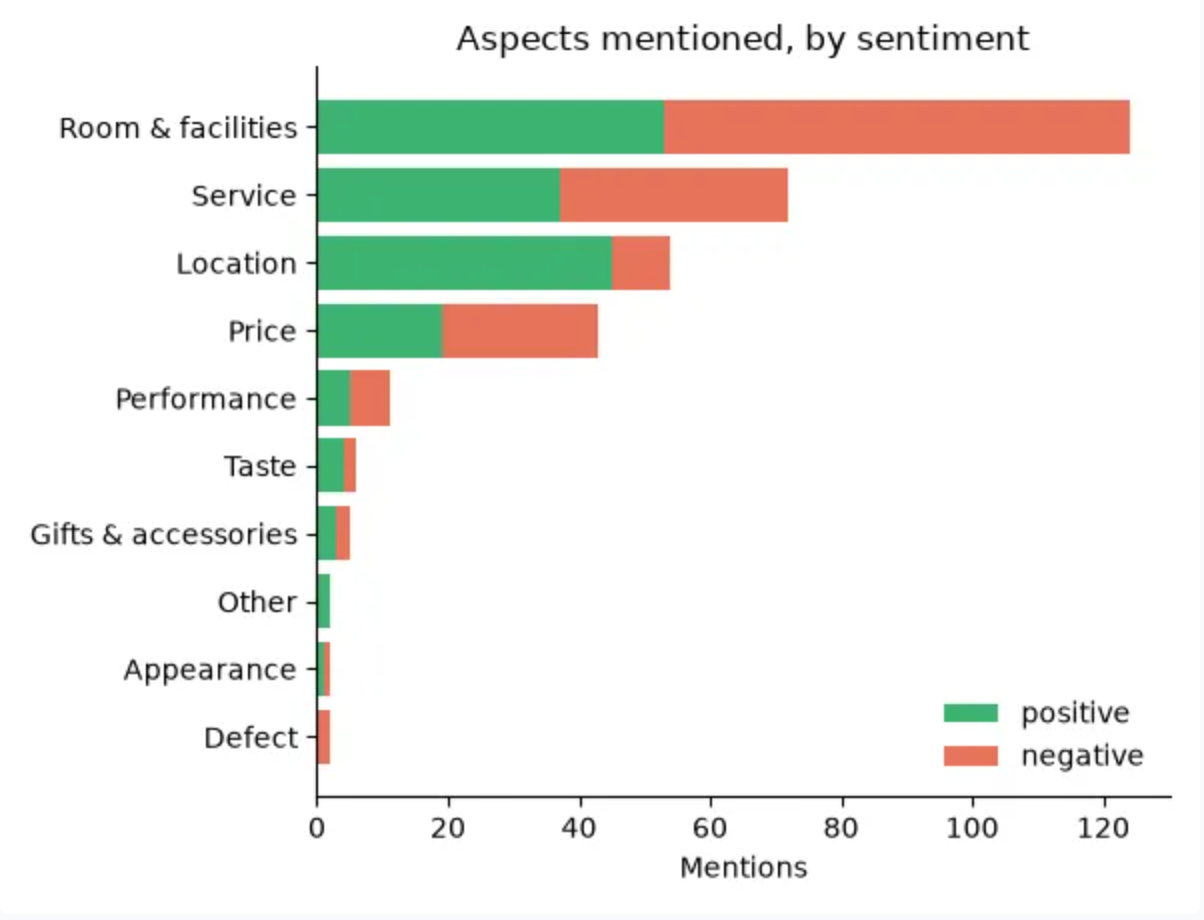 Aspects mentioned, by sentiment
Room & facilities
Service
Location
Price
Performance
Taste
Gifts & accessories
Other
Appearance
Defect
positive
negative
0 20 40 60 80 100 120
Mentions